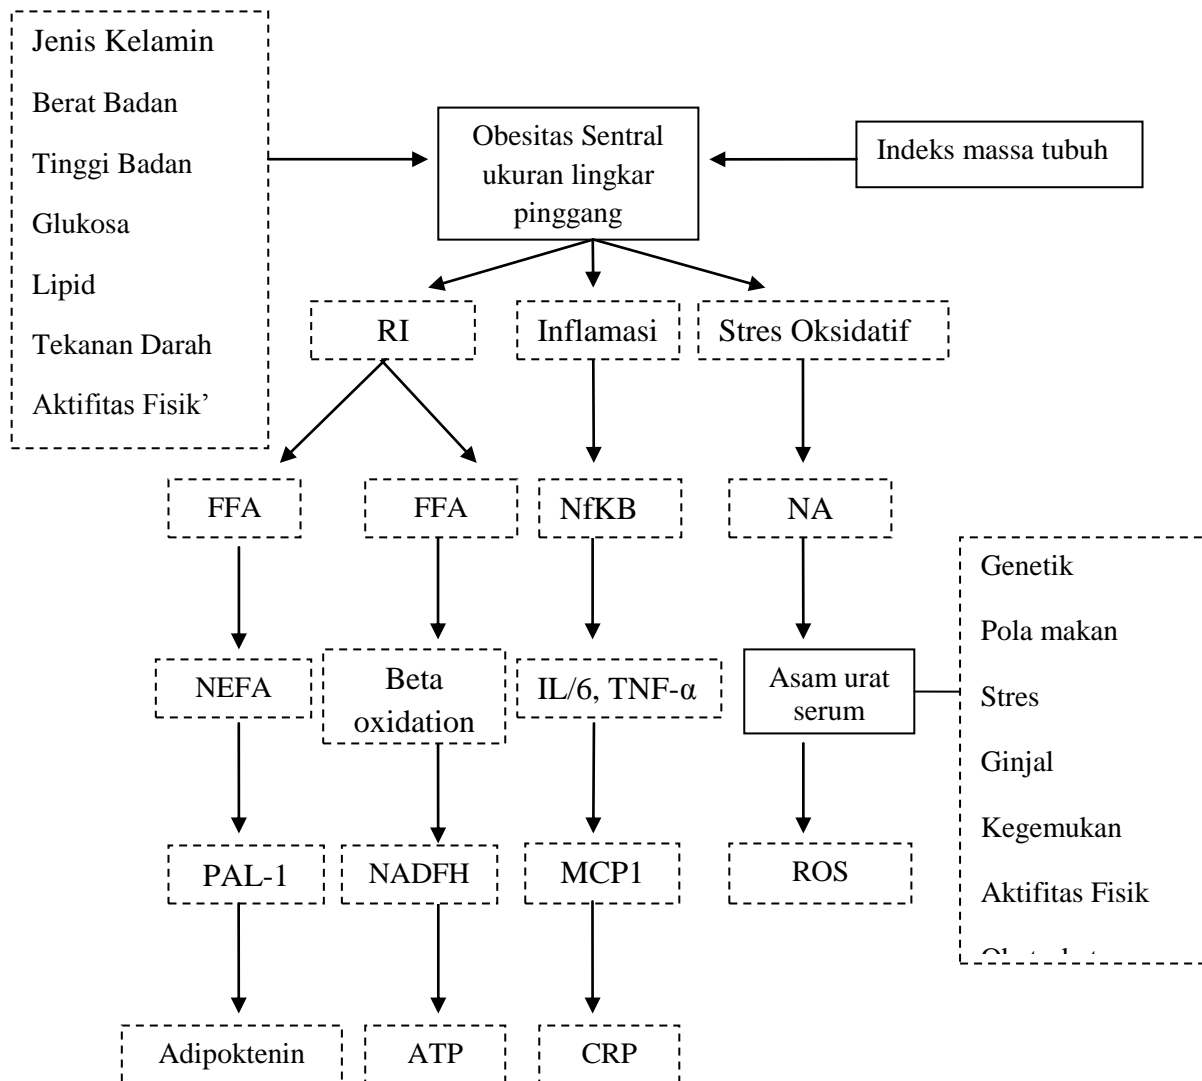 Jenis Kelamin
Berat Badan
Tinggi Badan
Glukosa
Lipid
Tekanan Darah
Aktifitas Fisik’
Obesitas Sentral
ukuran lingkar
pinggang
Indeks massa tubuh
RI
Inflamasi
Stres Oksidatif
FFA
FFA
NfKB
NA
NEFA
Beta
oxidation
IL/6, TNF-α
Asam urat
serum
Genetik
Pola makan
Stres
Ginjal
Kegemukan
Aktifitas Fisik
PAL-1
NADFH
MCP1
ROS
Adipoktenin
ATP
CRP